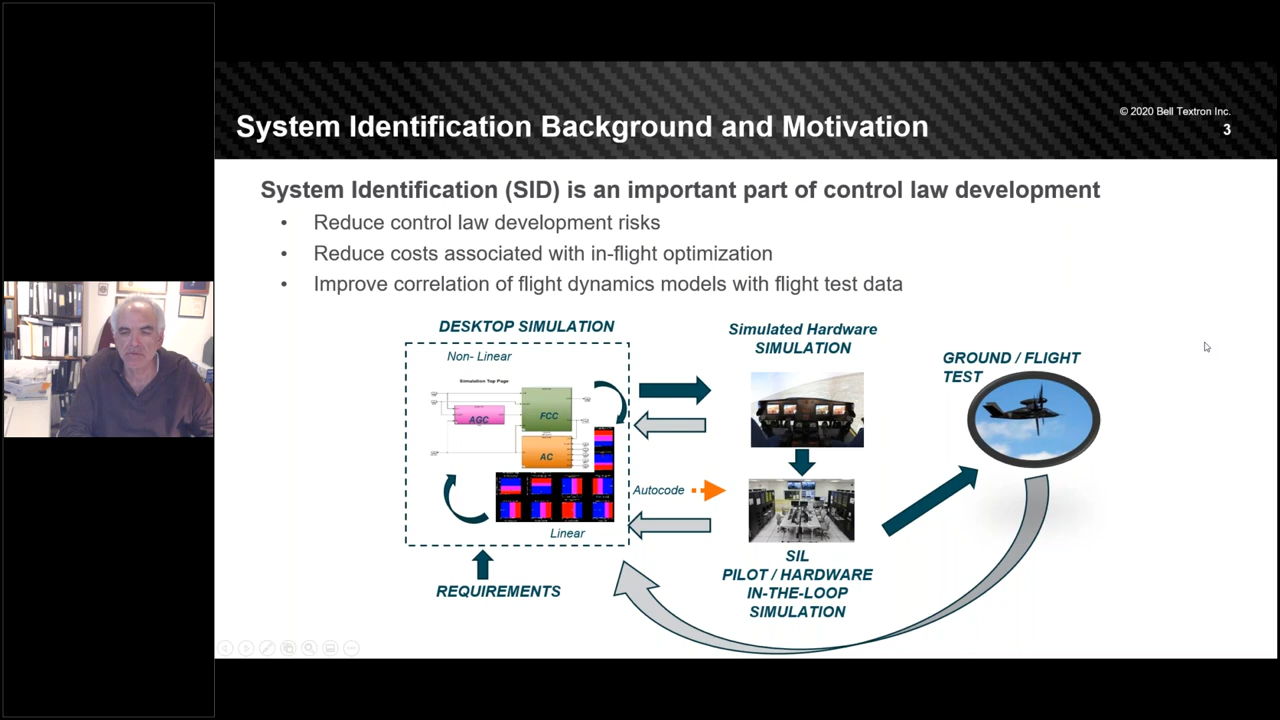 © 2020 Bell Textron Inc.
System Identification Background and Motivation
3
System Identification (SID) is an important part of control law development
• Reduce control law development risks
• Reduce costs associated with in-flight optimization
• Improve correlation of flight dynamics models with flight test data
DESKTOP SIMULATION
Non- Linear
Simulation Top Page
AGC
FCC
AC
Linear
REQUIREMENTS
Autocode
Simulated Hardware
SIMULATION
SIL
PILOT / HARDWARE
IN-THE-LOOP
SIMULATION
GROUND / FLIGHT
TEST